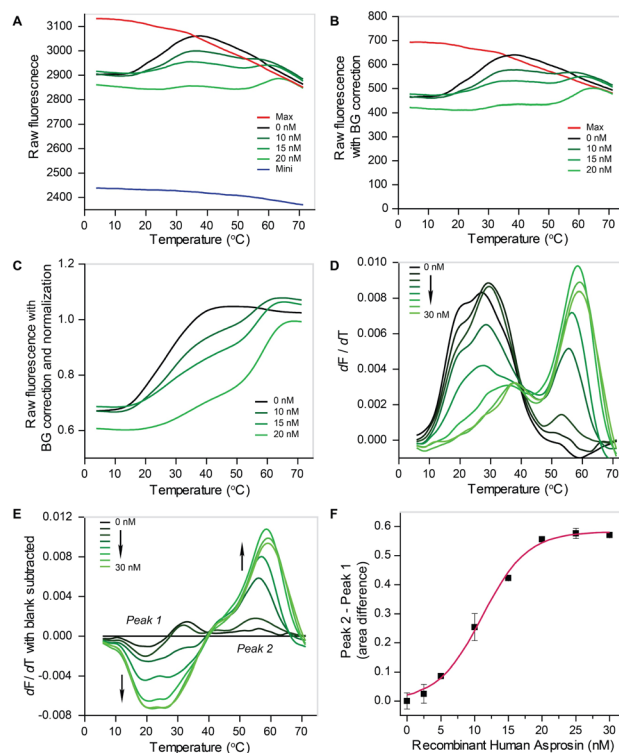 A
Raw fluorescnece
3100
3000
2900
2800
2700
2600
2500
2400
Max
0 nM
10 nM
15 nM
20 nM
Mini
0 10 20 30 40 50 60 70
Temperature (°C)
B
Raw fluorescence
with BG correction
800
700
600
500
400
300
200
100
0
Max
0 nM
10 nM
15 nM
20 nM
0 10 20 30 40 50 60 70
Temperature (°C)
C
Raw fluorescence with
BG correction and normalization
1.2
1.0
0.8
0.6
0 nM
10 nM
15 nM
20 nM
0 10 20 30 40 50 60 70
Temperature (°C)
D
dF / dT
0.010
0.008
0.006
0.004
0.002
0.000
0 nM
30 nM
0 10 20 30 40 50 60 70
Temperature (°C)
E
dF/ dT with blank subtracted
0.012
0.008
0.004
0.000
-0.004
-0.008
0 nM
30 nM
Peak 1
Peak 2
0 10 20 30 40 50 60 70
Temperature (°C)
F
Peak 2 - Peak 1
(area difference)
0.6
0.5
0.4
0.3
0.2
0.1
0.0
0 5 10 15 20 25 30
Recombinant Human Asprosin (nM)